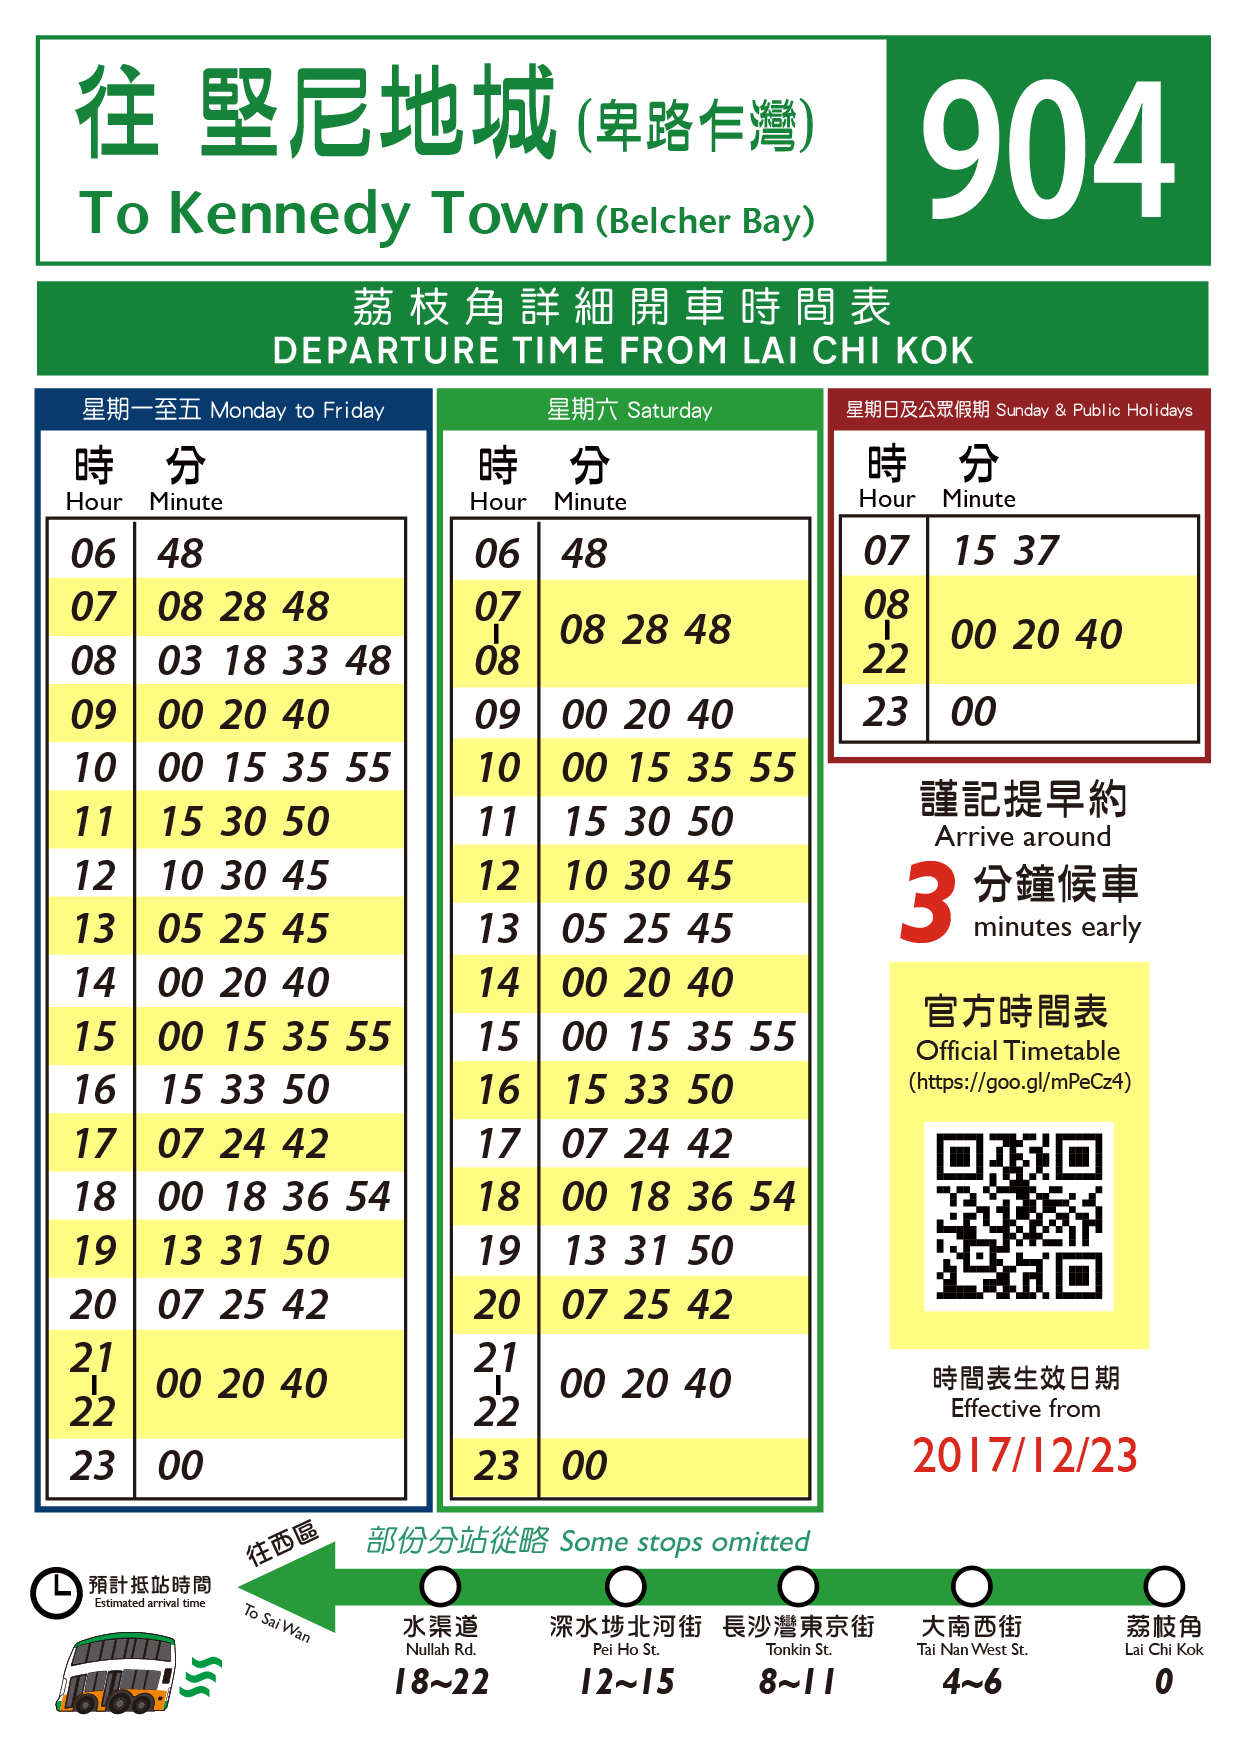 往 堅尼地城 (卑路乍灣)
To Kennedy Town (Belcher Bay)
904
荔枝角詳細開車時間表
DEPARTURE TIME FROM LAI CHI KOK
星期一至五 Monday to Friday
時 分
Hour Minute
06 48
07 08 28 48
08 03 18 33 48
09 00 20 40
10 00 15 35 55
11 15 30 50
12 10 30 45
13 05 25 45
14 00 20 40
15 00 15 35 55
16 15 33 50
17 07 24 42
18 00 18 36 54
19 13 31 50
20 07 25 42
21
00 20 40
22
23 00
星期六 Saturday
時 分
Hour Minute
06 48
07
08 28 48
08
09 00 20 40
10 00 15 35 55
11 15 30 50
12 10 30 45
13 05 25 45
14 00 20 40
15 00 15 35 55
16 15 33 50
17 07 24 42
18 00 18 36 54
19 13 31 50
20 07 25 42
21
00 20 40
22
23 00
星期日及公眾假期 Sunday & Public Holidays
時 分
Hour Minute
07 15 37
08
00 20 40
22
23 00
謹記提早約
Arrive around
3 分鐘候車
minutes early
官方時間表
Official Timetable
(https://goo.gl/mPeCz4)
時間表生效日期
Effective from
2017/12/23
部份分站從略 Some stops omitted
往西區
To Sai Wan
預計抵站時間
Estimated arrival time
水渠道 深水埗北河街 長沙灣東京街 大南西街 荔枝角
Nullah Rd. Pei Ho St. Tonkin St. Tai Nan West St. Lai Chi Kok
18~22 12~15 8~11 4~6 0